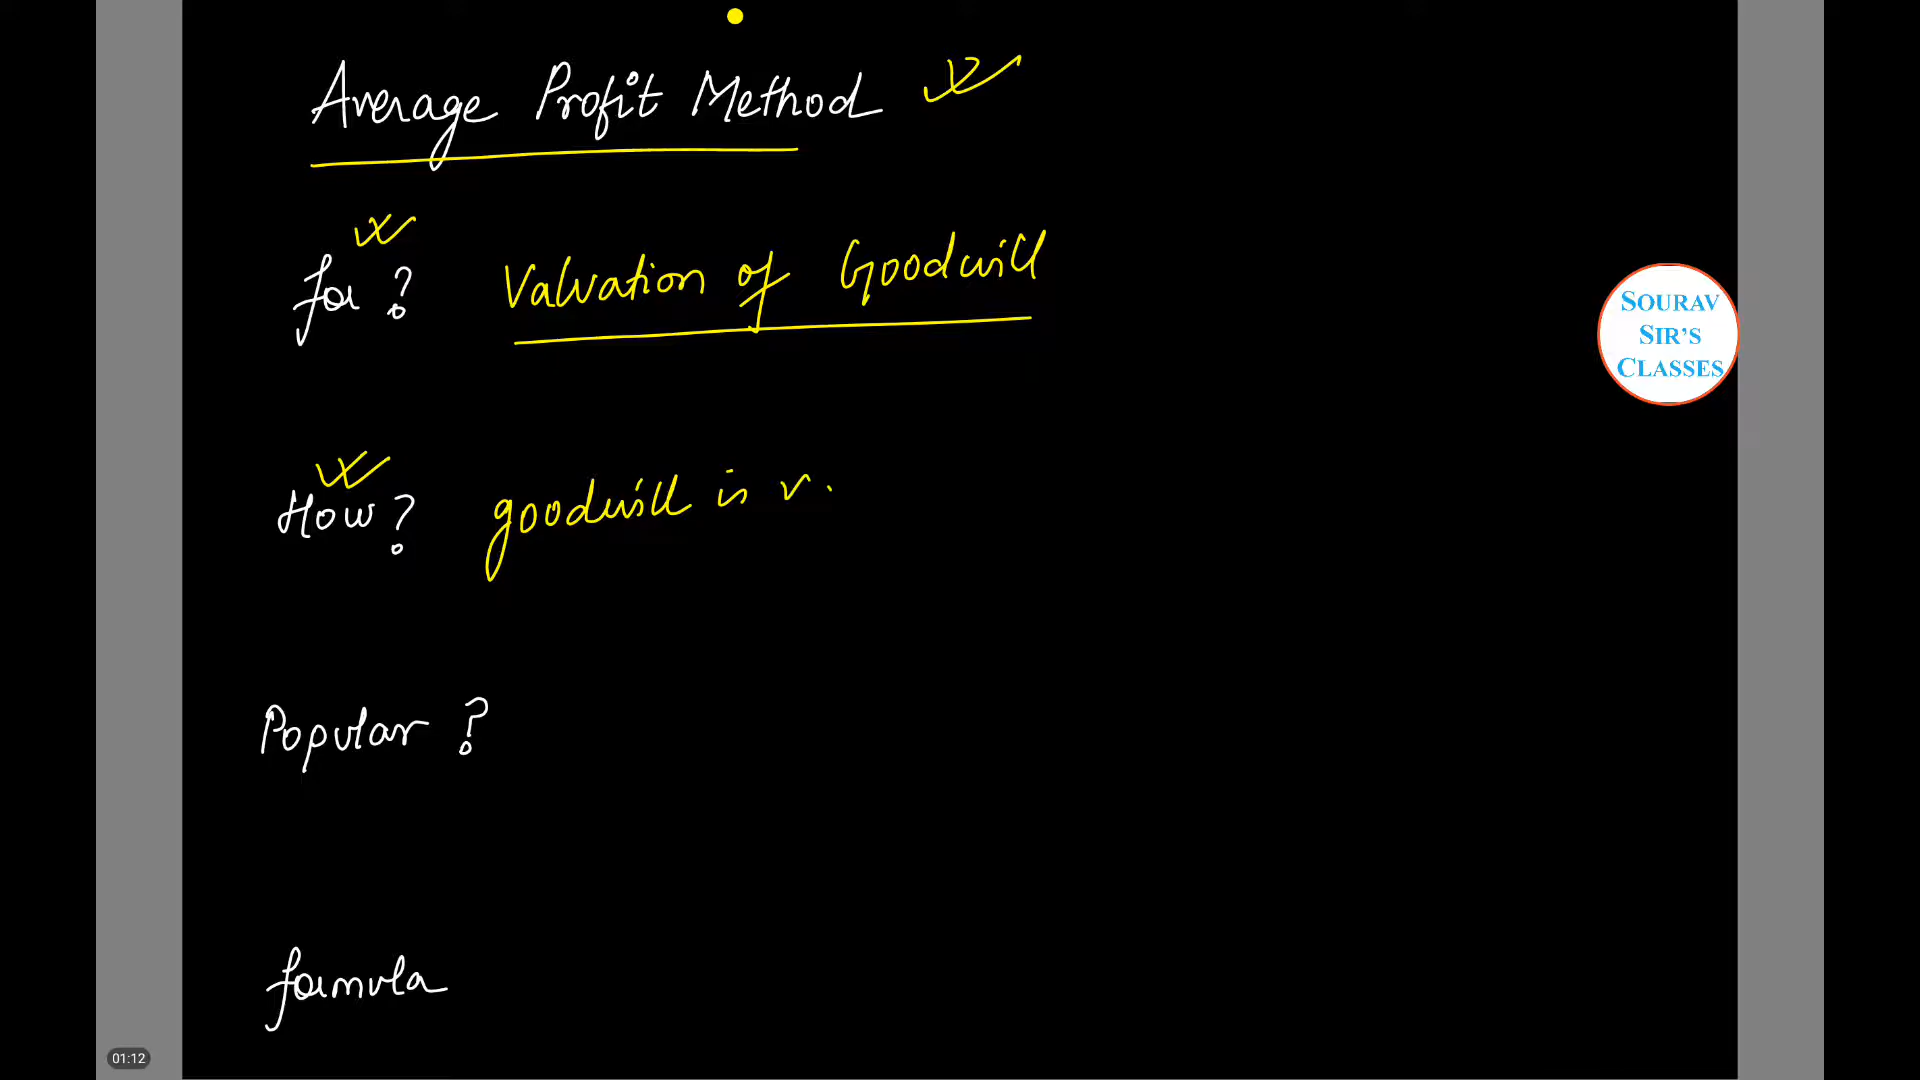 Average Profit Method
for? Valuation of Goodwill
SOURAV
SIR'S
CLASSES
How? goodwill is v.
Popular ?
formula
01:12